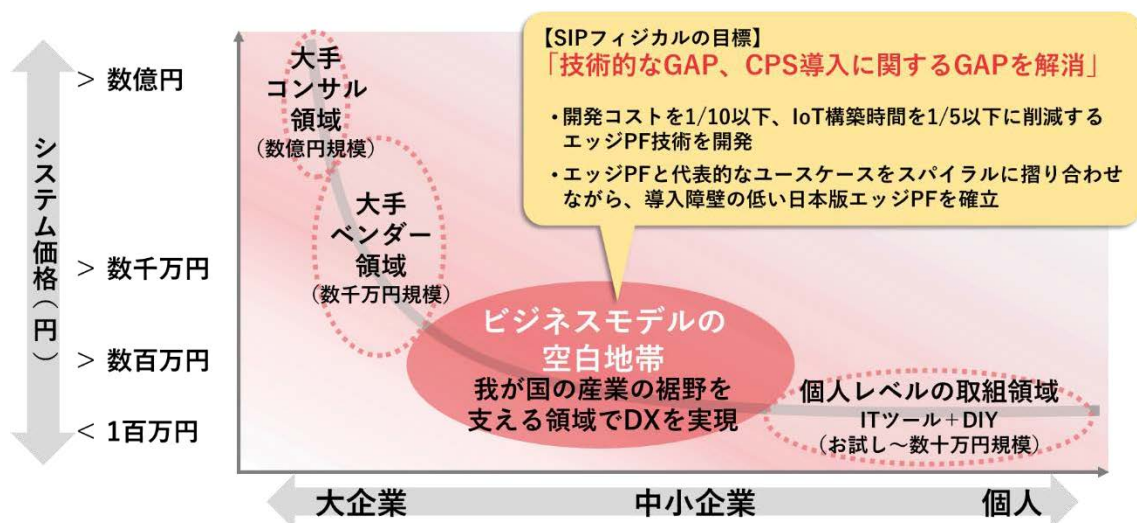 【SIPフィジカルの目標】
「技術的なGAP、CPS導入に関するGAPを解消」
・開発コストを1/10以下、IoT構築時間を1/5以下に削減する
エッジPF技術を開発
・エッジPFと代表的なユースケースをスパイラルに摺り合わせ
ながら、導入障壁の低い日本版エッジPFを確立
システム価格(円)
> 数億円
> 数千万円
> 数百万円
< 1百万円
大手
コンサル
領域
(数億円規模)
大手
ベンダー
領域
(数千万円規模)
ビジネスモデルの
空白地帯
我が国の産業の裾野を
支える領域でDXを実現
個人レベルの取組領域
ITツール+DIY
(お試し~数十万円規模)
大企業
中小企業
個人